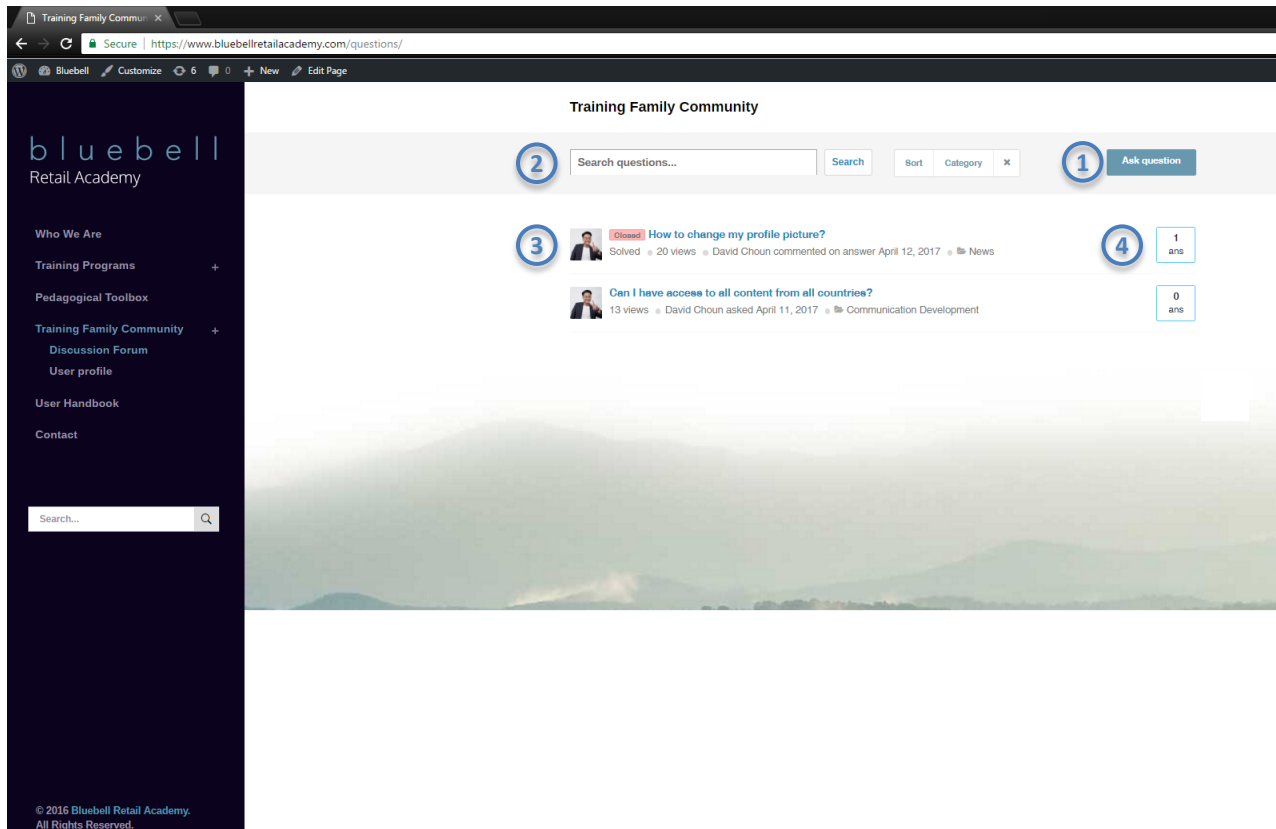 Training Family Commun
Secure | https://www.bluebellretailacademy.com/questions/
Bluebell Customize 6 0 + New Edit Page
bluebell
Retail Academy
Who We Are
Training Programs +
Pedagogical Toolbox
Training Family Community +
Discussion Forum
User profile
User Handbook
Contact
Search...
© 2016 Bluebell Retail Academy.
All Rights Reserved.
Training Family Community
2 Search questions... Search Sort Category × 1 Ask question
3 Closed How to change my profile picture? 4 1
Solved 20 views David Choun commented on answer April 12, 2017 News ans
Can I have access to all content from all countries? 0
13 views David Choun asked April 11, 2017 Communication Development ans